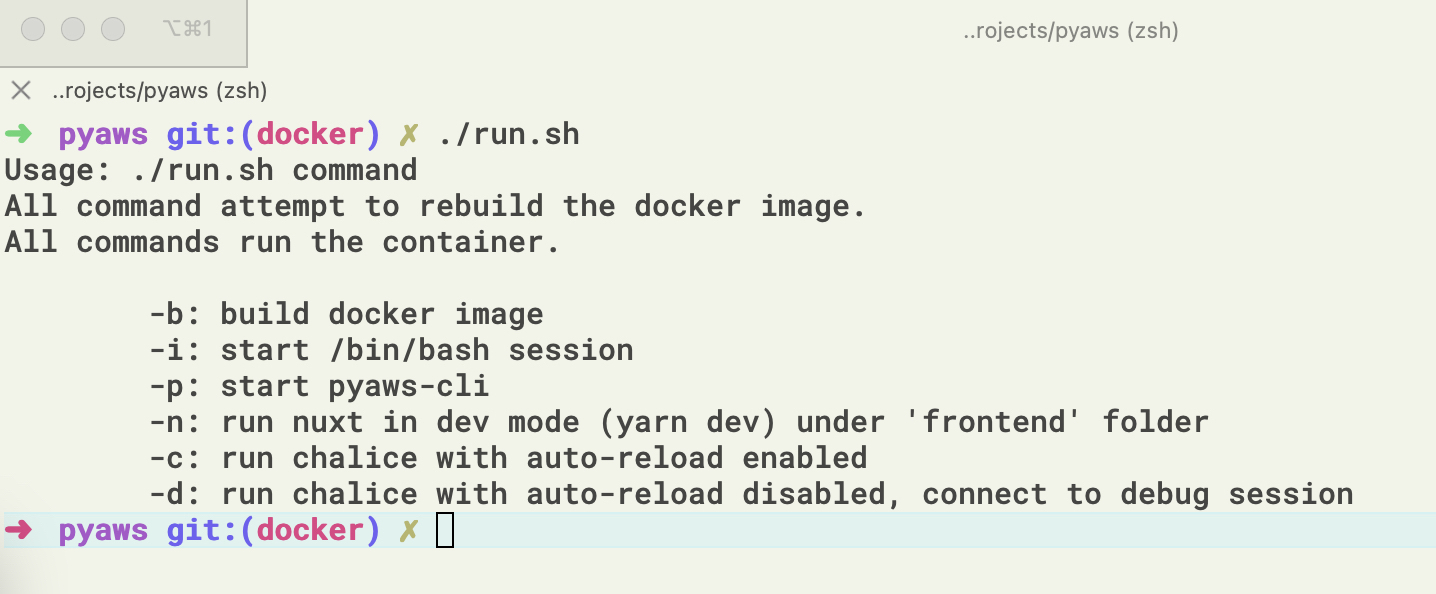 ⌥⌘1
..rojects/pyaws (zsh)
..rojects/pyaws (zsh)
➜ pyaws git:(docker) ✗ ./run.sh
Usage: ./run.sh command
All command attempt to rebuild the docker image.
All commands run the container.
-b: build docker image
-i: start /bin/bash session
-p: start pyaws-cli
-n: run nuxt in dev mode (yarn dev) under 'frontend' folder
-c: run chalice with auto-reload enabled
-d: run chalice with auto-reload disabled, connect to debug session
➜ pyaws git:(docker) ✗